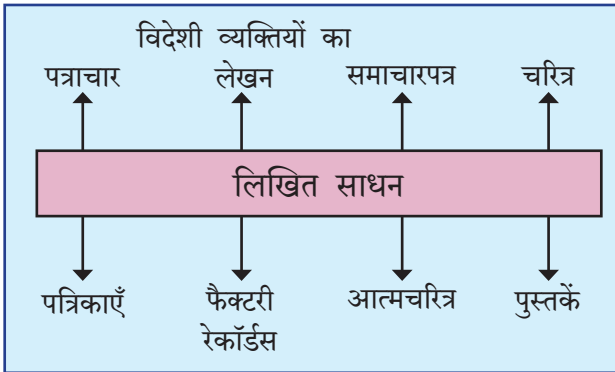 विदेशी व्यक्तियों का
पत्राचार लेखन समाचारपत्र चरित्र
लिखित साधन
पत्रिकाएँ फैक्टरी आत्मचरित्र पुस्तकें
रेकॉर्डस